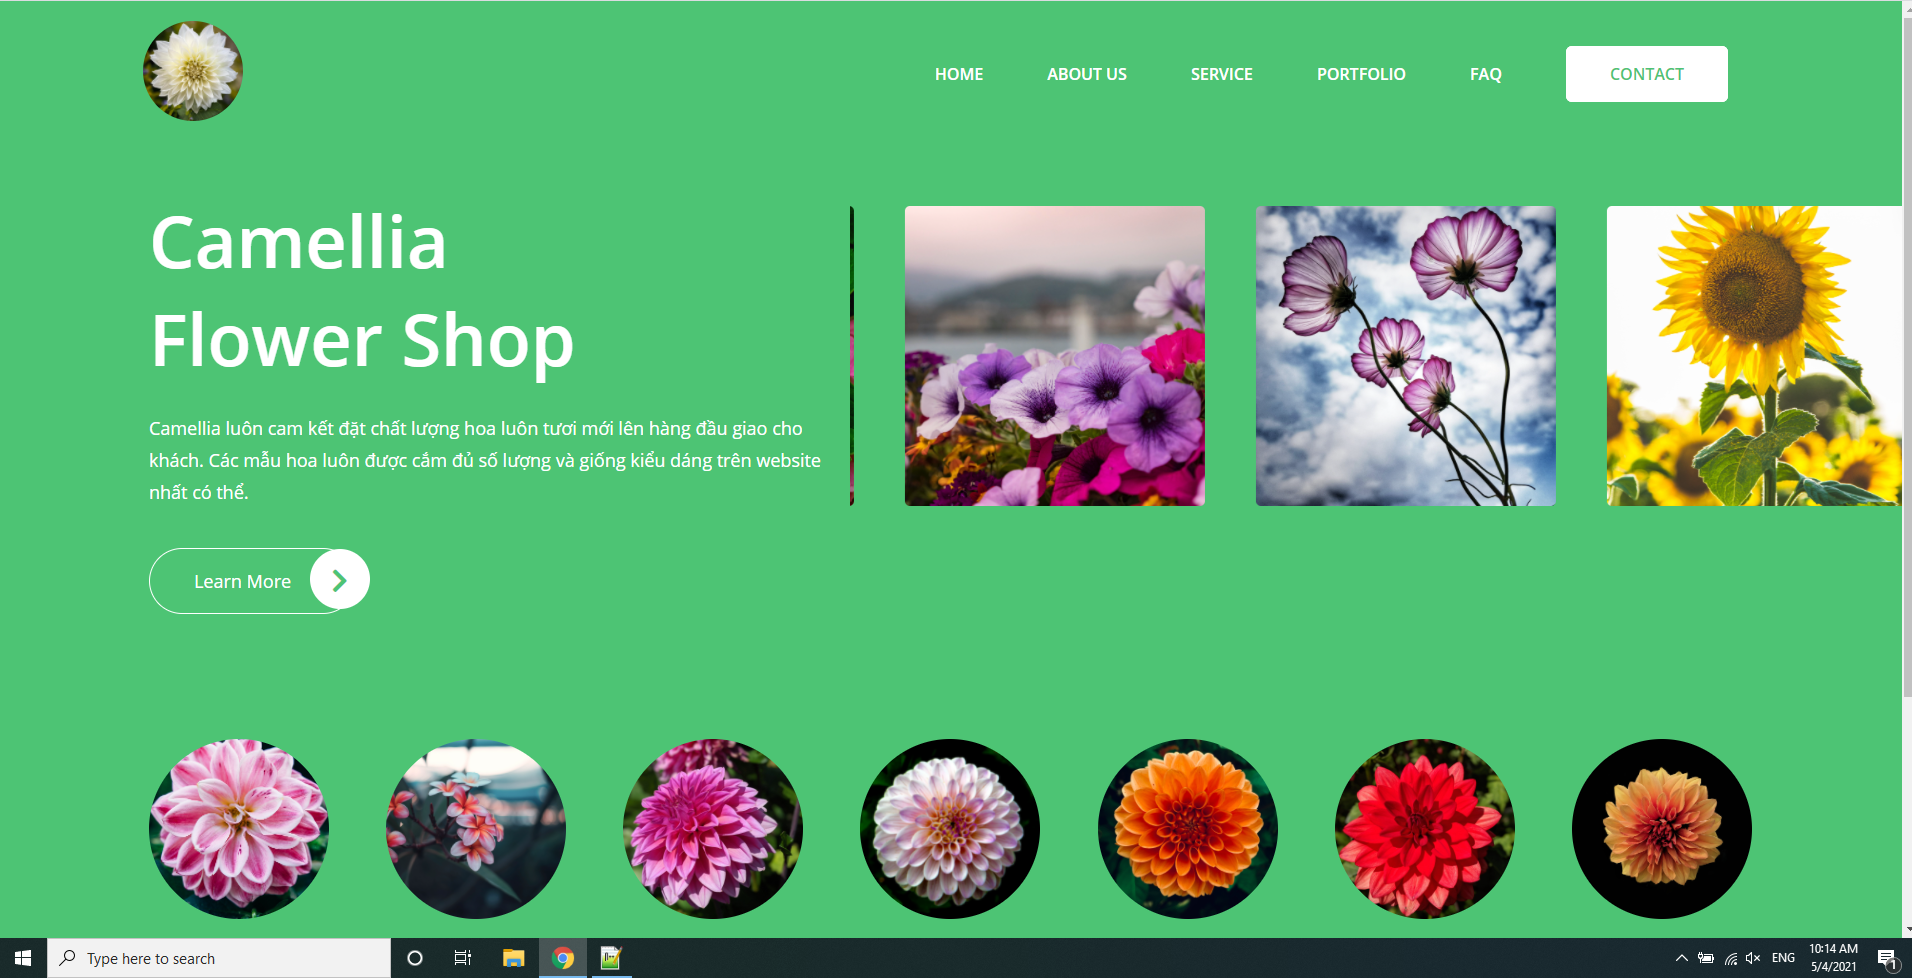 HOME ABOUT US SERVICE PORTFOLIO FAQ CONTACT
Camellia
Flower Shop
Camellia luôn cam kết đặt chất lượng hoa luôn tươi mới lên hàng đầu giao cho
khách. Các mẫu hoa luôn được cắm đủ số lượng và giống kiểu dáng trên website
nhất có thể.
Learn More
Type here to search
ENG
10:14 AM
5/4/2021
1